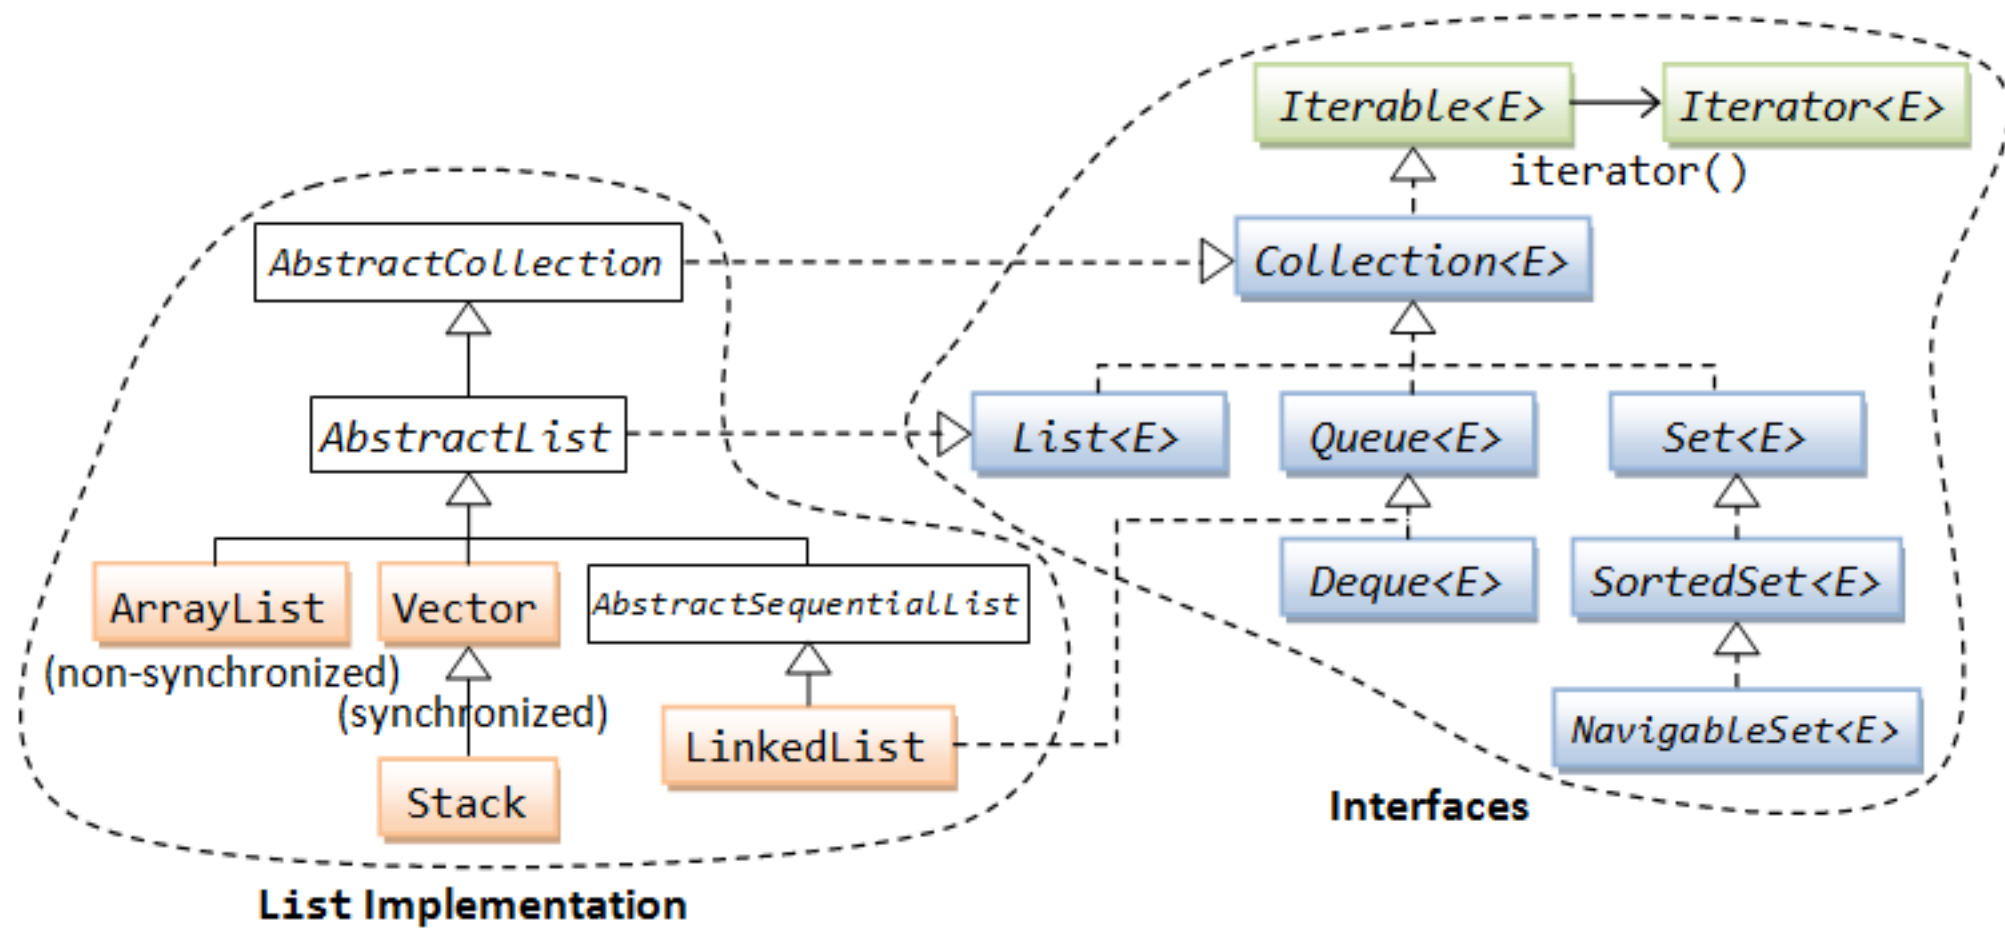 Iterable<E>
Iterator<E>
iterator()
AbstractCollection
Collection<E>
AbstractList
List<E>
Queue<E>
Set<E>
ArrayList
Vector
AbstractSequentialList
Deque<E>
SortedSet<E>
(non-synchronized)
(synchronized)
LinkedList
NavigableSet<E>
Stack
Interfaces
List Implementation